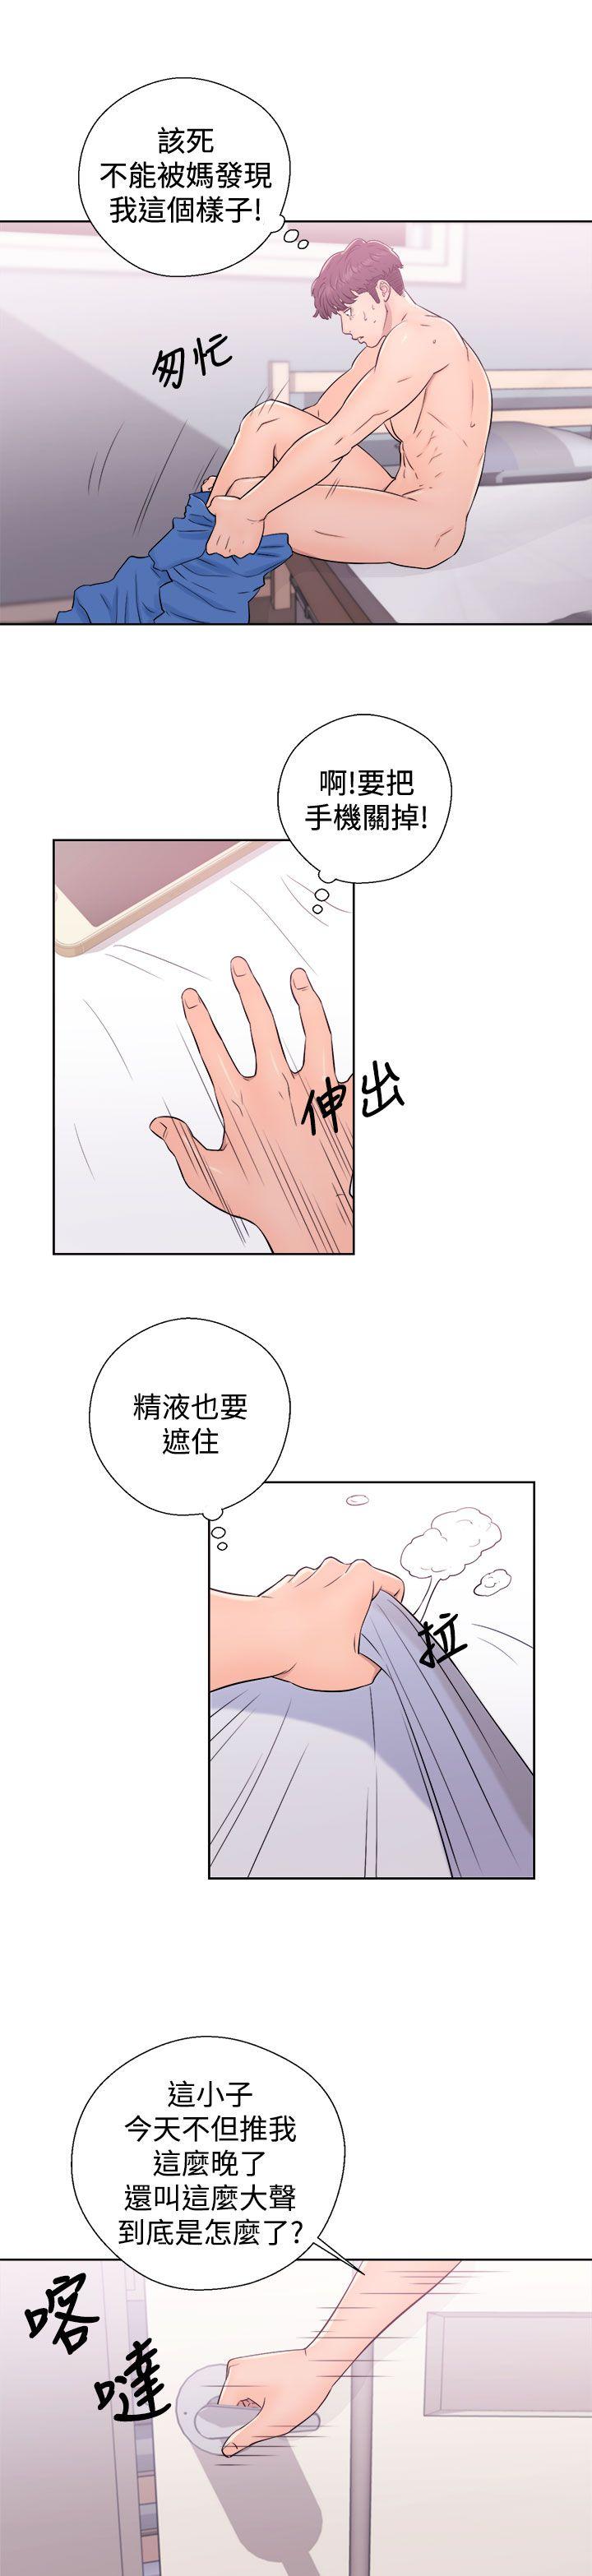 該死
不能被媽發現
我這個樣子!
匆忙
啊!要把
手機關掉!
伸出
精液也要
遮住
拉
這小子
今天不但推我
這麼晚了
還叫這麼大聲
到底是怎麼了?
喀
噠